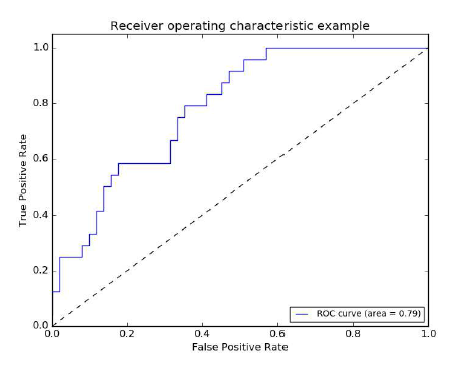 Receiver operating characteristic example
1.0
0.8
0.6
0.4
0.2
0.0
True Positive Rate
0.0 0.2 0.4 0.6 0.8 1.0
False Positive Rate
ROC curve (area = 0.79)